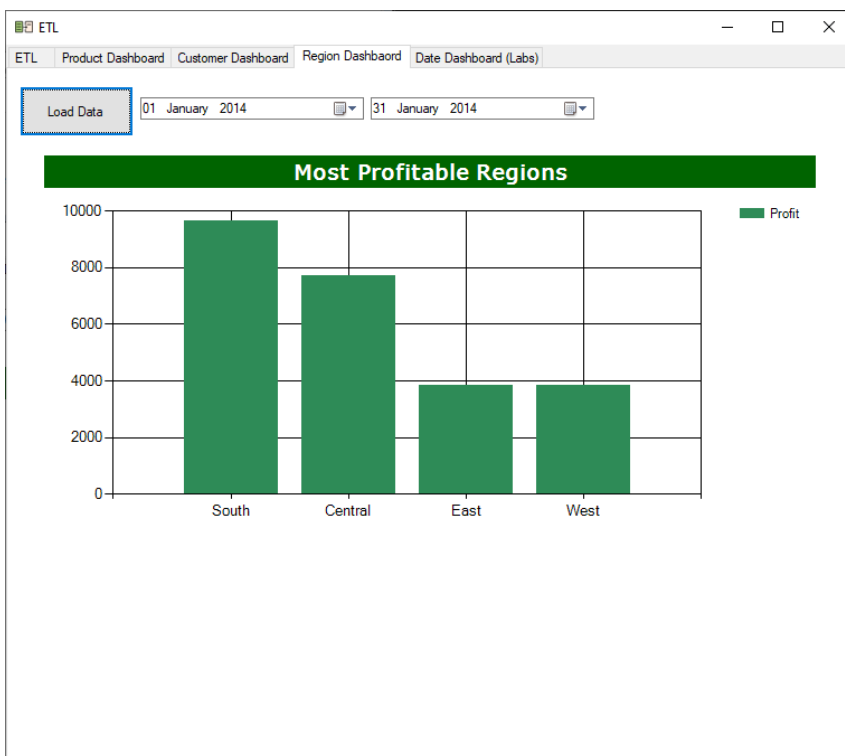 ETL
ETL Product Dashboard Customer Dashboard Region Dashbaord Date Dashboard (Labs)
Load Data 01 January 2014 31 January 2014
Most Profitable Regions
10000
Profit
8000
6000
4000
2000
0
South Central East West